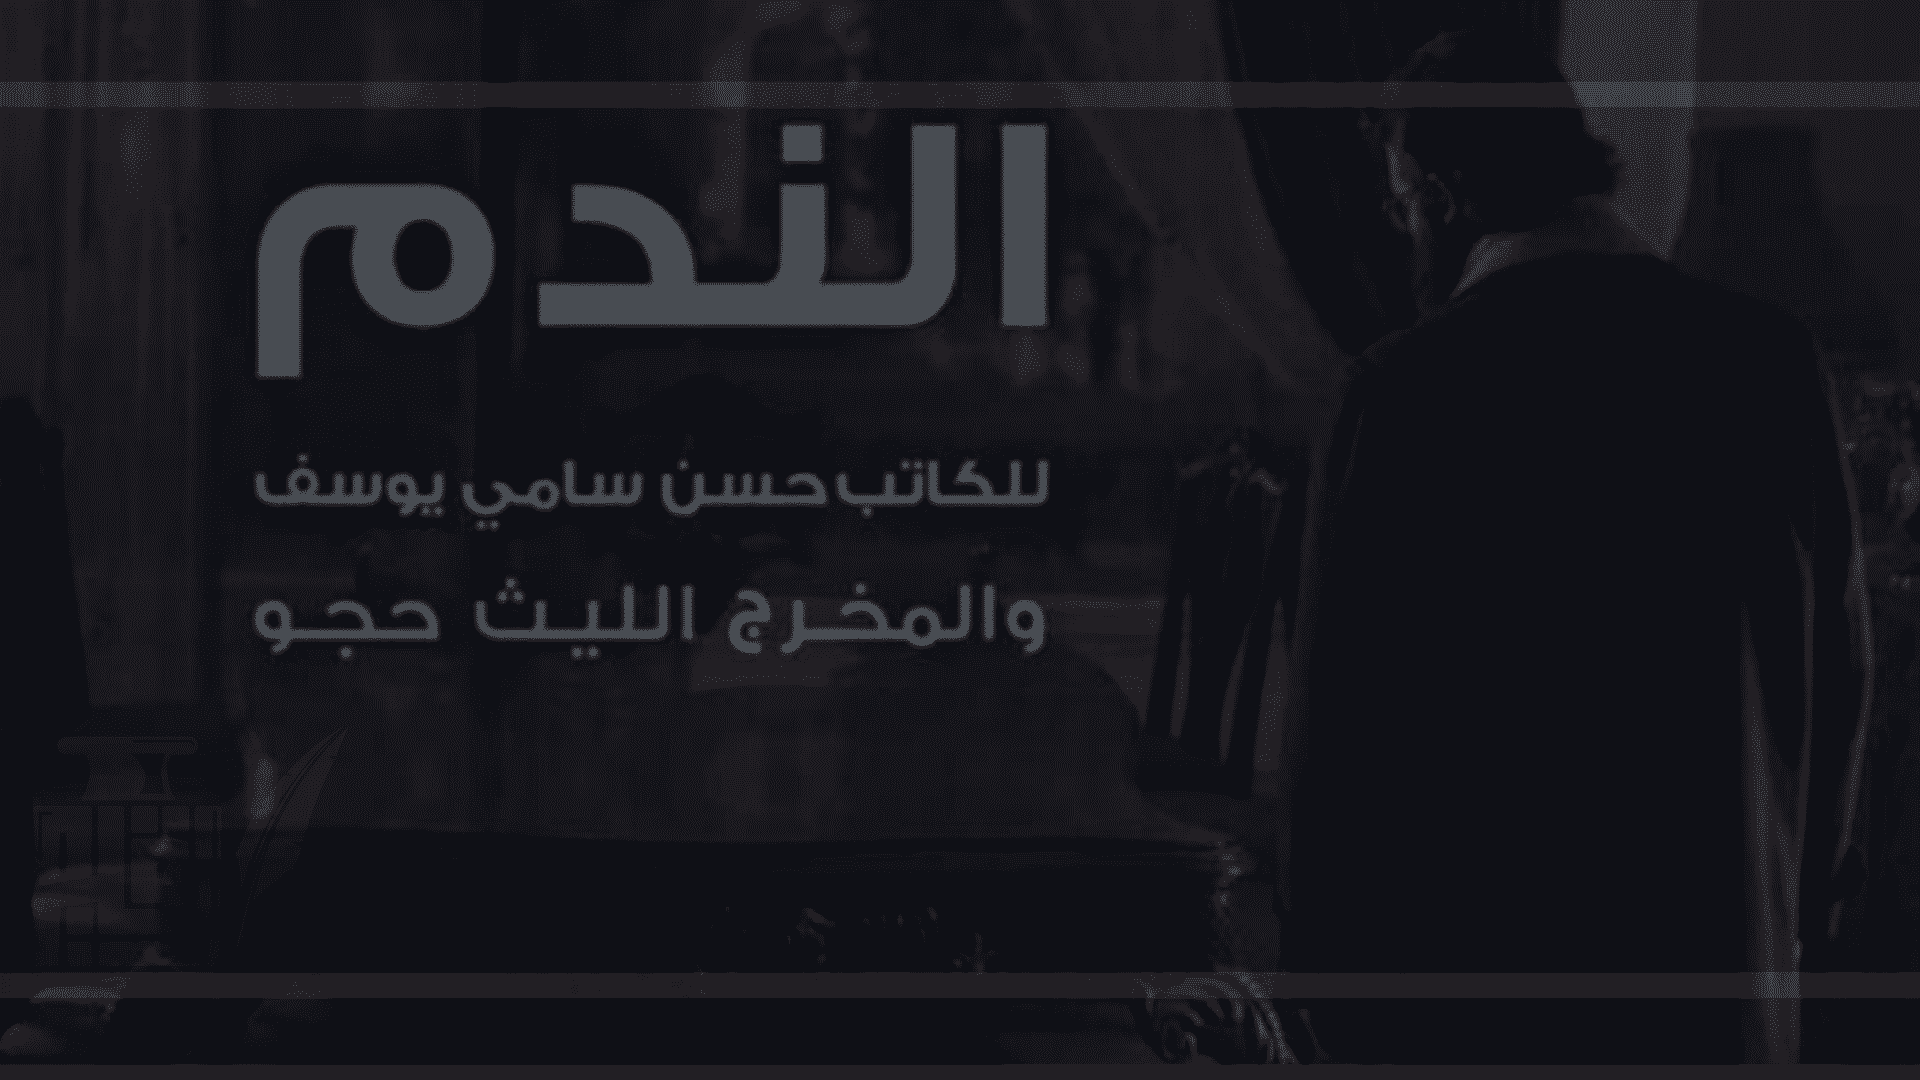 الندم
للكاتب حسن سامي يوسف
والمخرج الليث حجو